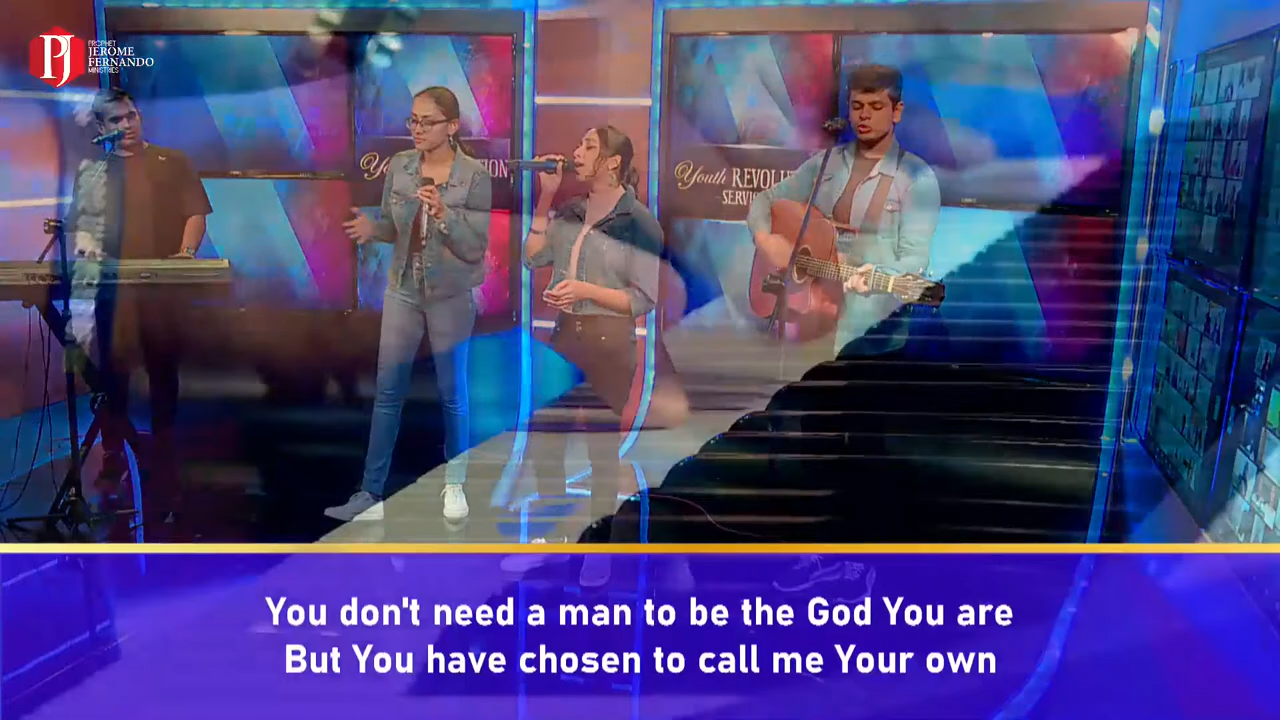 PJ
PROPHET
JEROME
FERNANDO
MINISTRIES
Youth REVOLU
SERVI
You don't need a man to be the God You are
But You have chosen to call me Your own